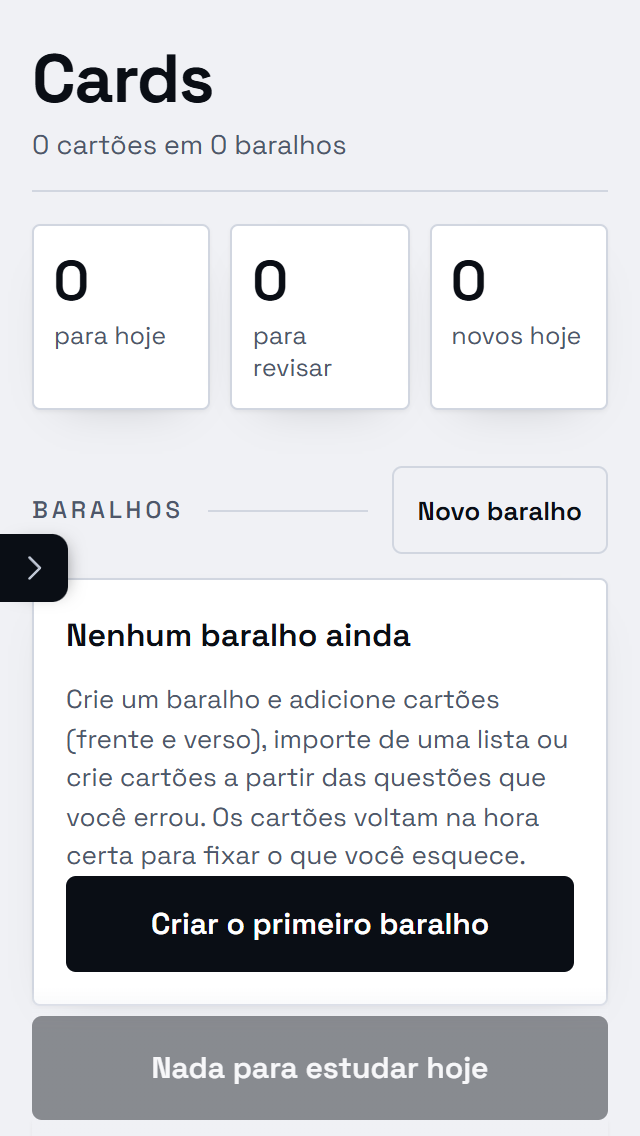 Cards
0 cartões em 0 baralhos
0
para hoje
0
para
revisar
0
novos hoje
BARALHOS
Novo baralho
Nenhum baralho ainda
Crie um baralho e adicione cartões
(frente e verso), importe de uma lista ou
crie cartões a partir das questões que
você errou. Os cartões voltam na hora
certa para fixar o que você esquece.
Criar o primeiro baralho
Nada para estudar hoje